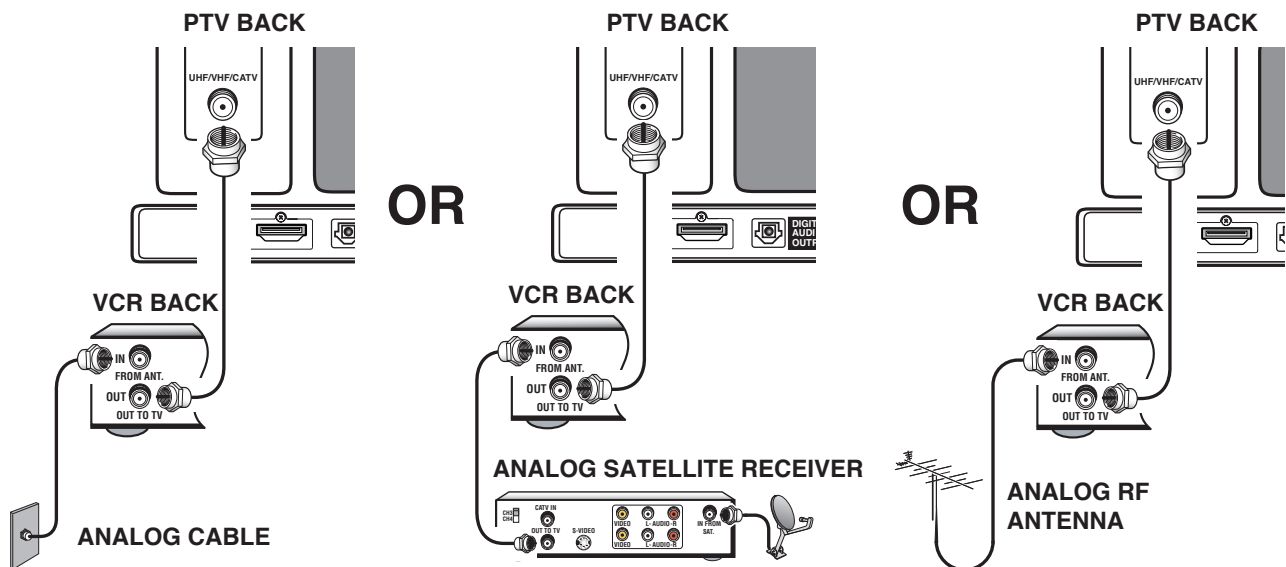 PTV BACK
UHF/VHF/CATV
VCR BACK
IN
FROM ANT.
OUT
OUT TO TV
ANALOG CABLE
OR
PTV BACK
UHF/VHF/CATV
VCR BACK
IN
FROM ANT.
OUT
OUT TO TV
ANALOG SATELLITE RECEIVER
CATV IN
CH3
CH4
OUT TO TV
S-VIDEO
VIDEO L- AUDIO -R
VIDEO L- AUDIO -R
IN FROM
SAT.
OR
PTV BACK
UHF/VHF/CATV
VCR BACK
IN
FROM ANT.
OUT
OUT TO TV
ANALOG RF
ANTENNA